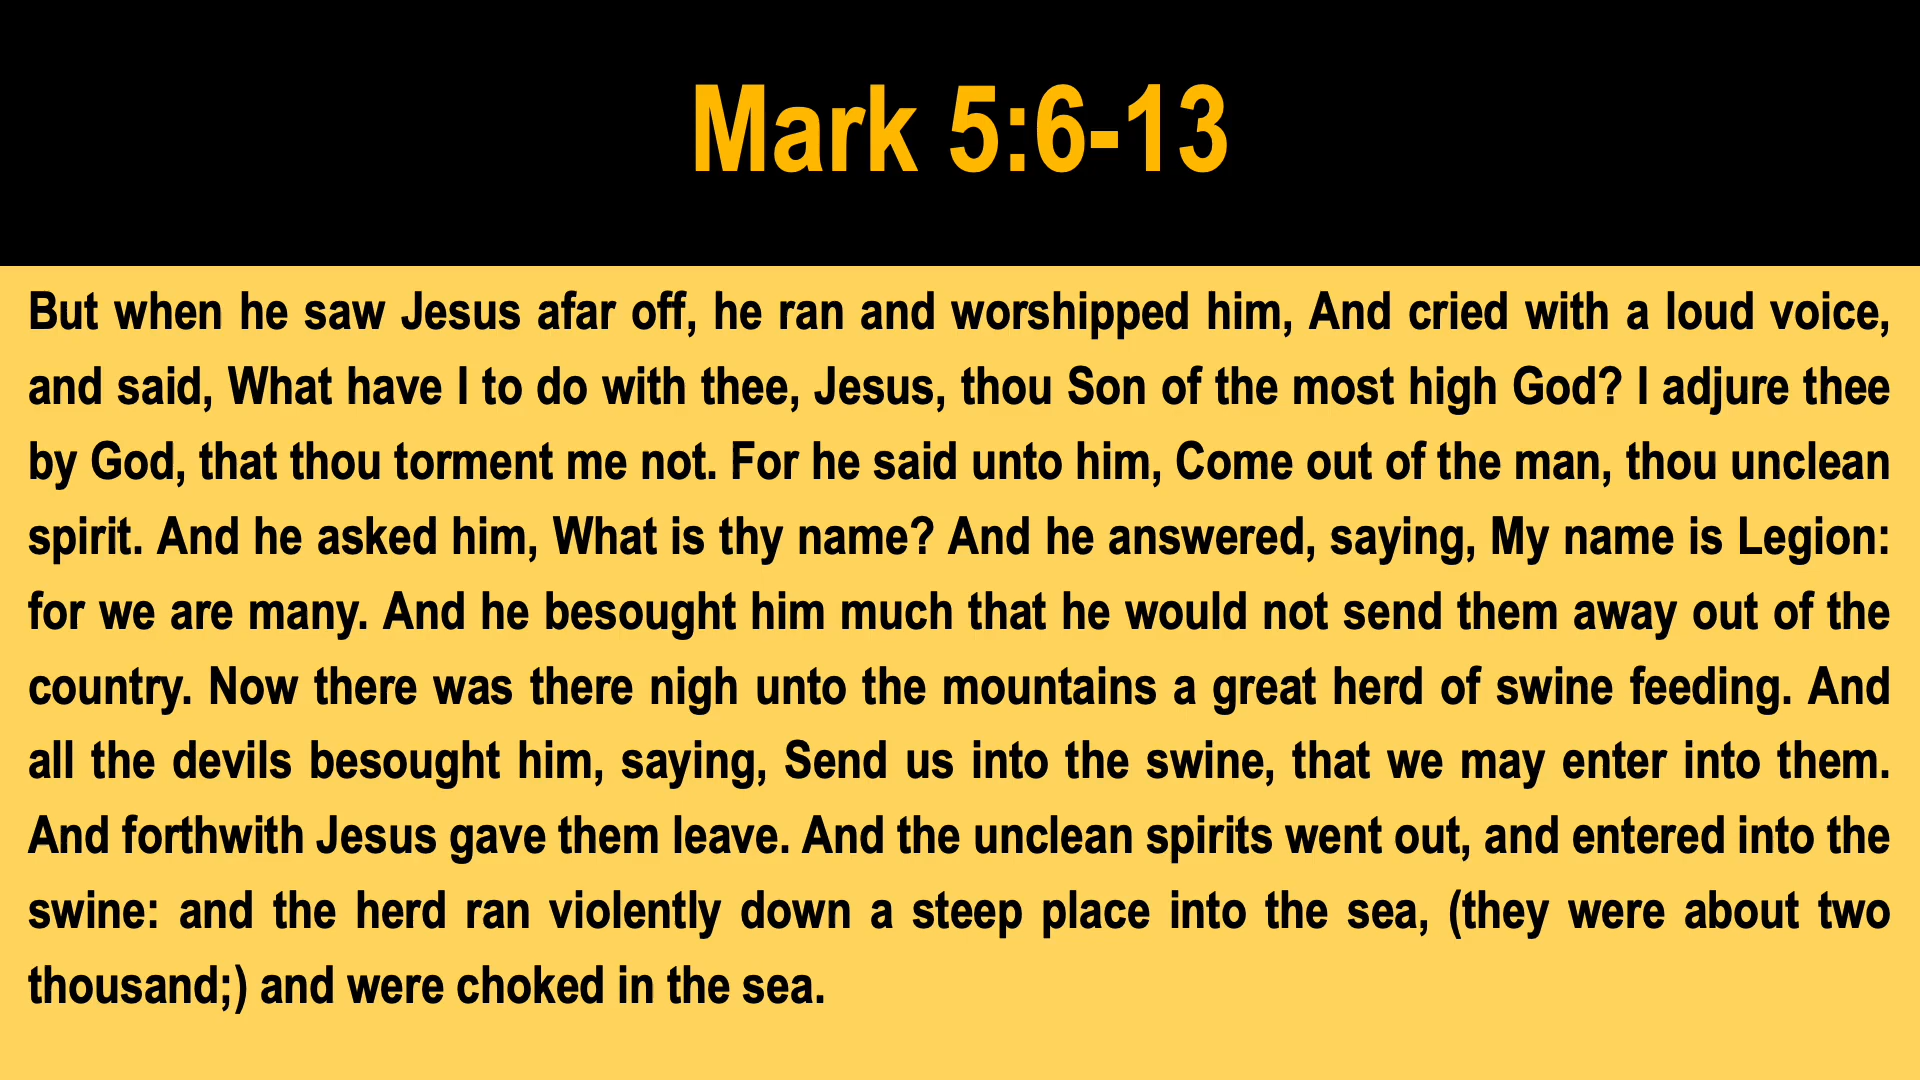 Mark 5:6-13
But when he saw Jesus afar off, he ran and worshipped him, And cried with a loud voice,
and said, What have I to do with thee, Jesus, thou Son of the most high God? I adjure thee
by God, that thou torment me not. For he said unto him, Come out of the man, thou unclean
spirit. And he asked him, What is thy name? And he answered, saying, My name is Legion:
for we are many. And he besought him much that he would not send them away out of the
country. Now there was there nigh unto the mountains a great herd of swine feeding. And
all the devils besought him, saying, Send us into the swine, that we may enter into them.
And forthwith Jesus gave them leave. And the unclean spirits went out, and entered into the
swine: and the herd ran violently down a steep place into the sea, (they were about two
thousand;) and were choked in the sea.